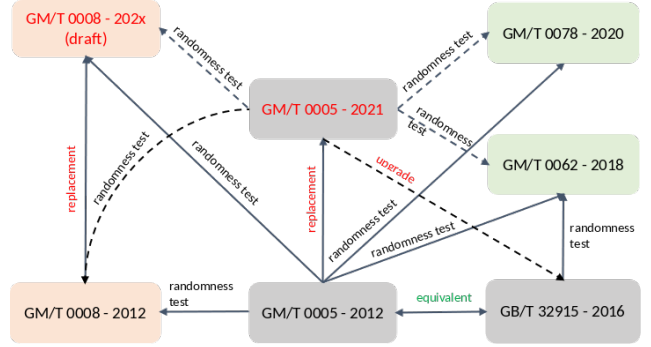 GM/T 0008 - 202x
(draft)
randomness test
randomness test
GM/T 0078 - 2020
GM/T 0005 - 2021
randomness
test
randomness test
randomness test
upgrade
GM/T 0062 - 2018
replacement
replacement
randomness test
randomness test
randomness
test
randomness
test
equivalent
GM/T 0008 - 2012
GM/T 0005 - 2012
GB/T 32915 - 2016